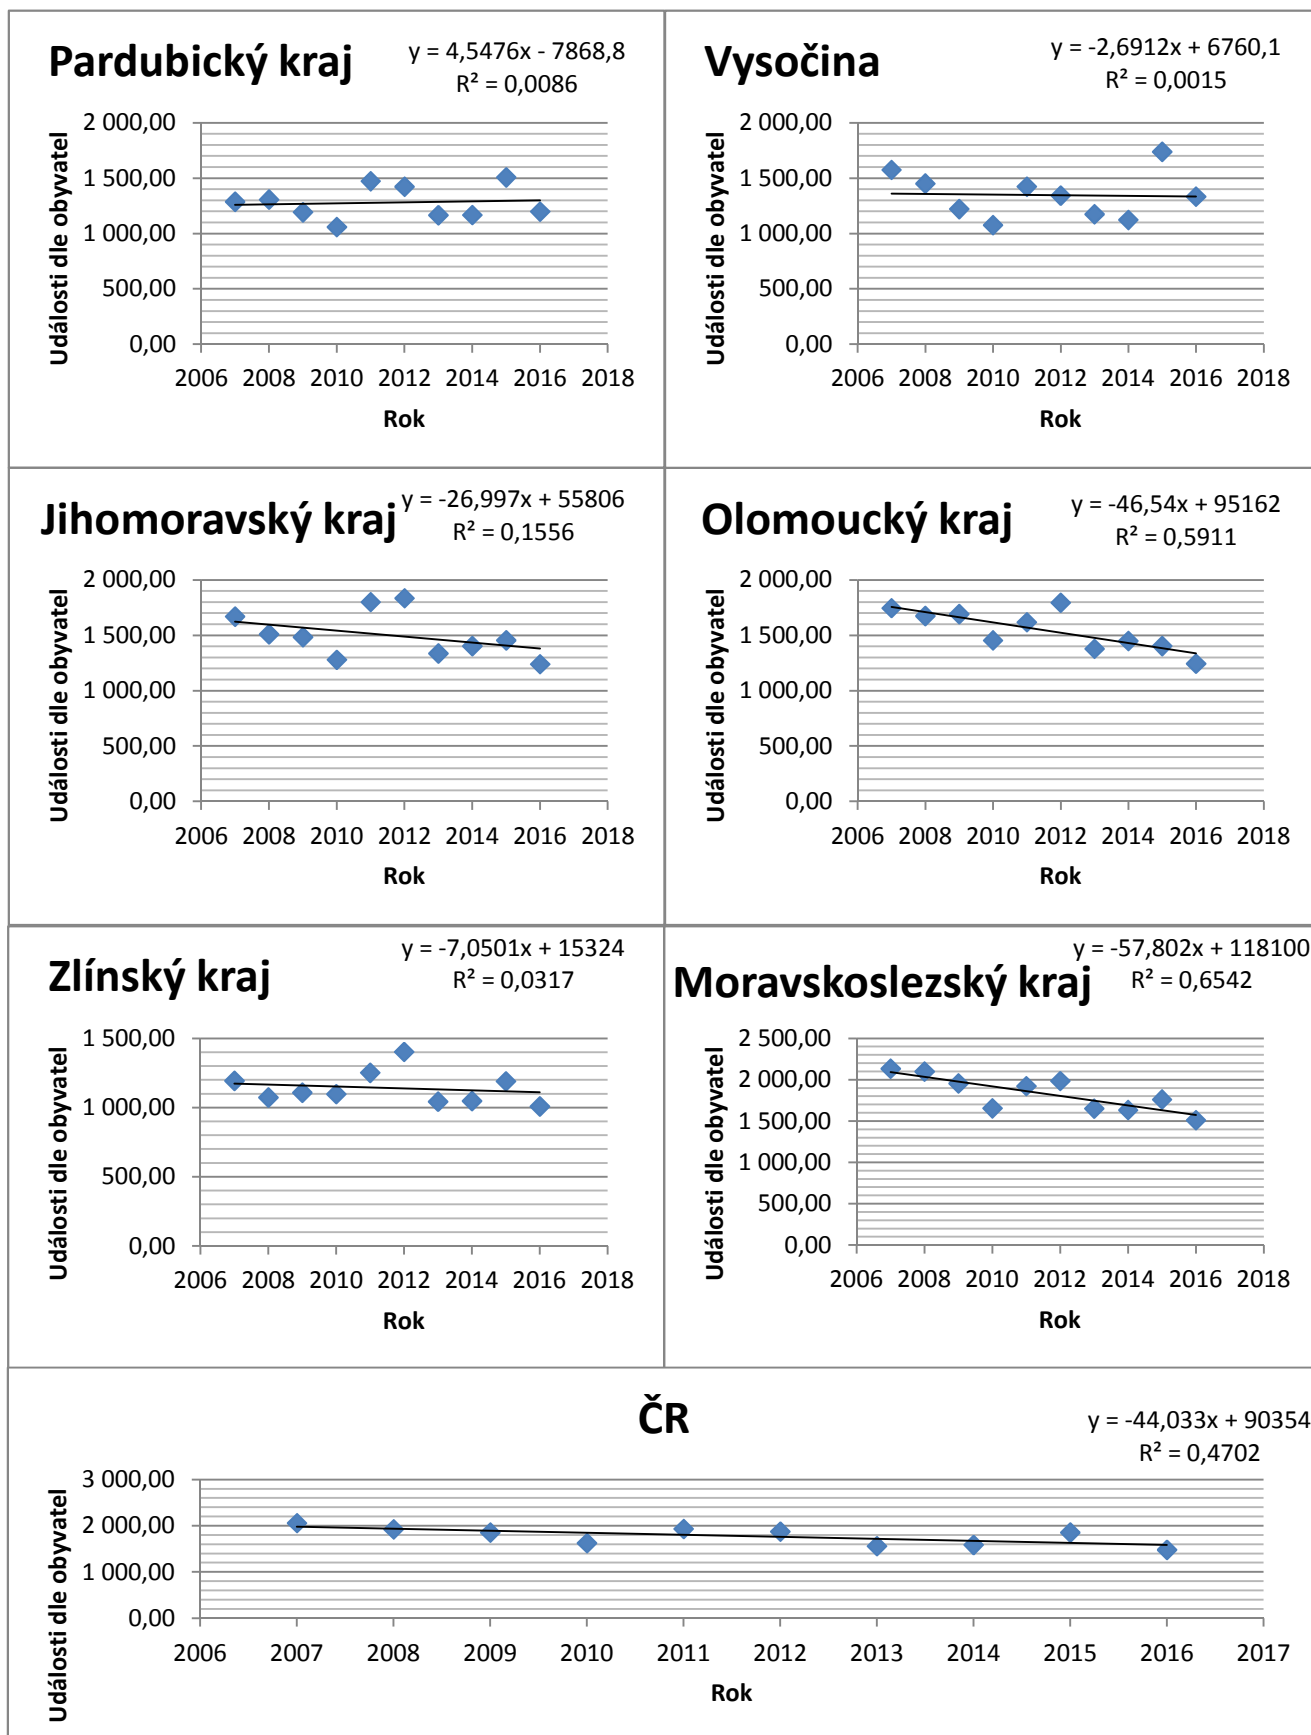 Pardubický kraj
y = 4,5476x - 7868,8
R² = 0,0086
Události dle obyvatel
2 000,00
1 500,00
1 000,00
500,00
0,00
2006 2008 2010 2012 2014 2016 2018
Rok
Vysočina
y = -2,6912x + 6760,1
R² = 0,0015
Události dle obyvatel
2 000,00
1 500,00
1 000,00
500,00
0,00
2006 2008 2010 2012 2014 2016 2018
Rok
Jihomoravský kraj
y = -26,997x + 55806
R² = 0,1556
Události dle obyvatel
2 000,00
1 500,00
1 000,00
500,00
0,00
2006 2008 2010 2012 2014 2016 2018
Rok
Olomoucký kraj
y = -46,54x + 95162
R² = 0,5911
Události dle obyvatel
2 000,00
1 500,00
1 000,00
500,00
0,00
2006 2008 2010 2012 2014 2016 2018
Rok
Zlínský kraj
y = -7,0501x + 15324
R² = 0,0317
Události dle obyvatel
1 500,00
1 000,00
500,00
0,00
2006 2008 2010 2012 2014 2016 2018
Rok
Moravskoslezský kraj
y = -57,802x + 118100
R² = 0,6542
Události dle obyvatel
2 500,00
2 000,00
1 500,00
1 000,00
500,00
0,00
2006 2008 2010 2012 2014 2016 2018
Rok
ČR
y = -44,033x + 90354
R² = 0,4702
Události dle obyvatel
3 000,00
2 000,00
1 000,00
0,00
2006 2007 2008 2009 2010 2011 2012 2013 2014 2015 2016 2017
Rok